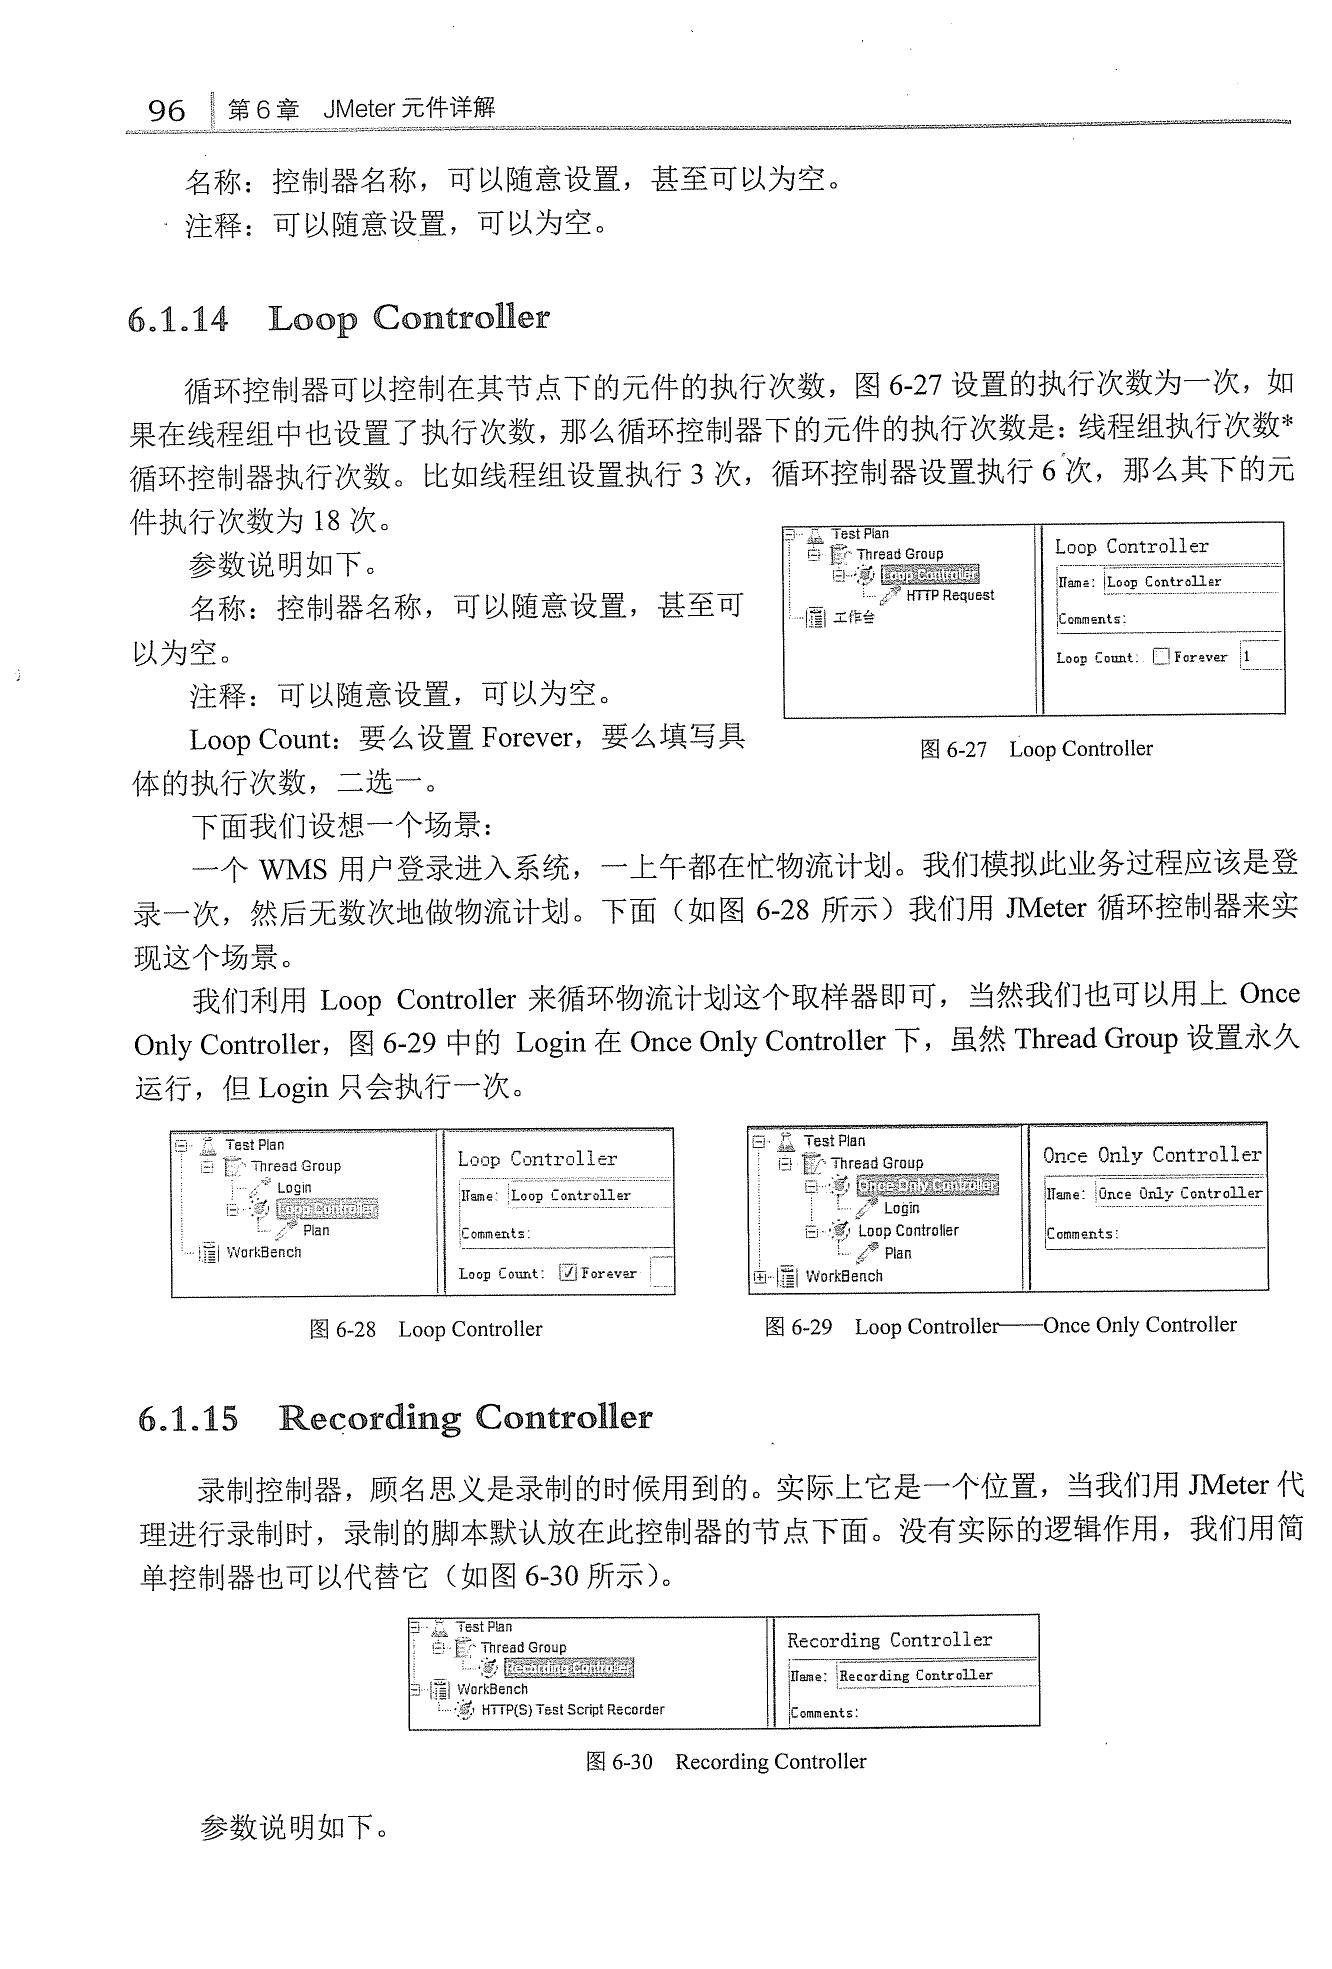 96 第6章 JMeter 元件详解
名称：控制器名称，可以随意设置，甚至可以为空。
注释：可以随意设置，可以为空。
6.1.14 Loop Controller
循环控制器可以控制在其节点下的元件的执行次数，图 6-27 设置的执行次数为一次，如
果在线程组中也设置了执行次数，那么循环控制器下的元件的执行次数是：线程组执行次数*
循环控制器执行次数。比如线程组设置执行 3 次，循环控制器设置执行 6 次，那么其下的元
件执行次数为 18 次。
参数说明如下。
名称：控制器名称，可以随意设置，甚至可
以为空。
注释：可以随意设置，可以为空。
Loop Count：要么设置 Forever，要么填写具
体的执行次数，二选一。
Test Plan
Thread Group
Loop Controller
HTTP Request
工作台
Loop Controller
Name: Loop Controller
Comments:
Loop Count: Forever 1
图 6-27 Loop Controller
下面我们设想一个场景：
一个 WMS 用户登录进入系统，一上午都在忙物流计划。我们模拟此业务过程应该是登
录一次，然后无数次地做物流计划。下面（如图 6-28 所示）我们用 JMeter 循环控制器来实
现这个场景。
我们利用 Loop Controller 来循环物流计划这个取样器即可，当然我们也可以用上 Once
Only Controller，图 6-29 中的 Login 在 Once Only Controller 下，虽然 Thread Group 设置永久
运行，但 Login 只会执行一次。
Test Plan
Thread Group
Login
Loop Controller
Plan
WorkBench
Loop Controller
Name: Loop Controller
Comments:
Loop Count: Forever
图 6-28 Loop Controller
Test Plan
Thread Group
Once Only Controller
Login
Loop Controller
Plan
WorkBench
Once Only Controller
Name: Once Only Controller
Comments:
图 6-29 Loop Controller——Once Only Controller
6.1.15 Recording Controller
录制控制器，顾名思义是录制的时候用到的。实际上它是一个位置，当我们用 JMeter 代
理进行录制时，录制的脚本默认放在此控制器的节点下面。没有实际的逻辑作用，我们用简
单控制器也可以代替它（如图 6-30 所示）。
Test Plan
Thread Group
Recording Controller
WorkBench
HTTP(S) Test Script Recorder
Recording Controller
Name: Recording Controller
Comments:
图 6-30 Recording Controller
参数说明如下。